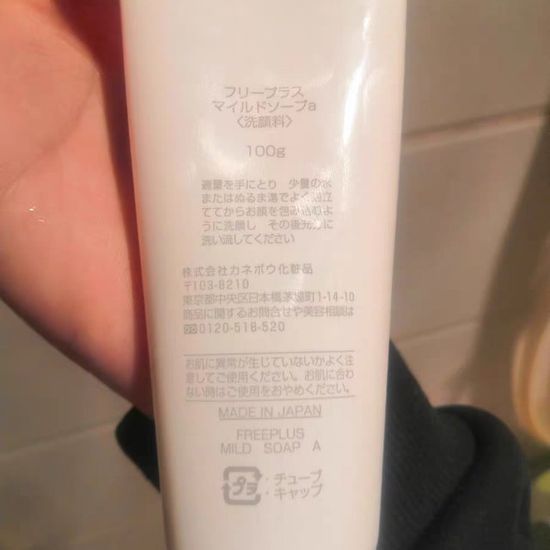 フリープラス
マイルドソープa
〈洗顔料〉
100g
適量を手にとり 少量の水
またはぬるま湯でよく泡立
ててからお顔を包み込むよ
うに洗顔し その後充分に
洗い流してください
株式会社カネボウ化粧品
〒103-8210
東京都中央区日本橋茅場町1-14-10
商品に関するお問合せや美容相談は
0120-518-520
お肌に異常が生じていないかよく注
意してご使用ください。お肌に合わ
ない時はご使用をおやめください。
MADE IN JAPAN
FREEPLUS
MILD SOAP A
プラ ・チューブ
・キャップ